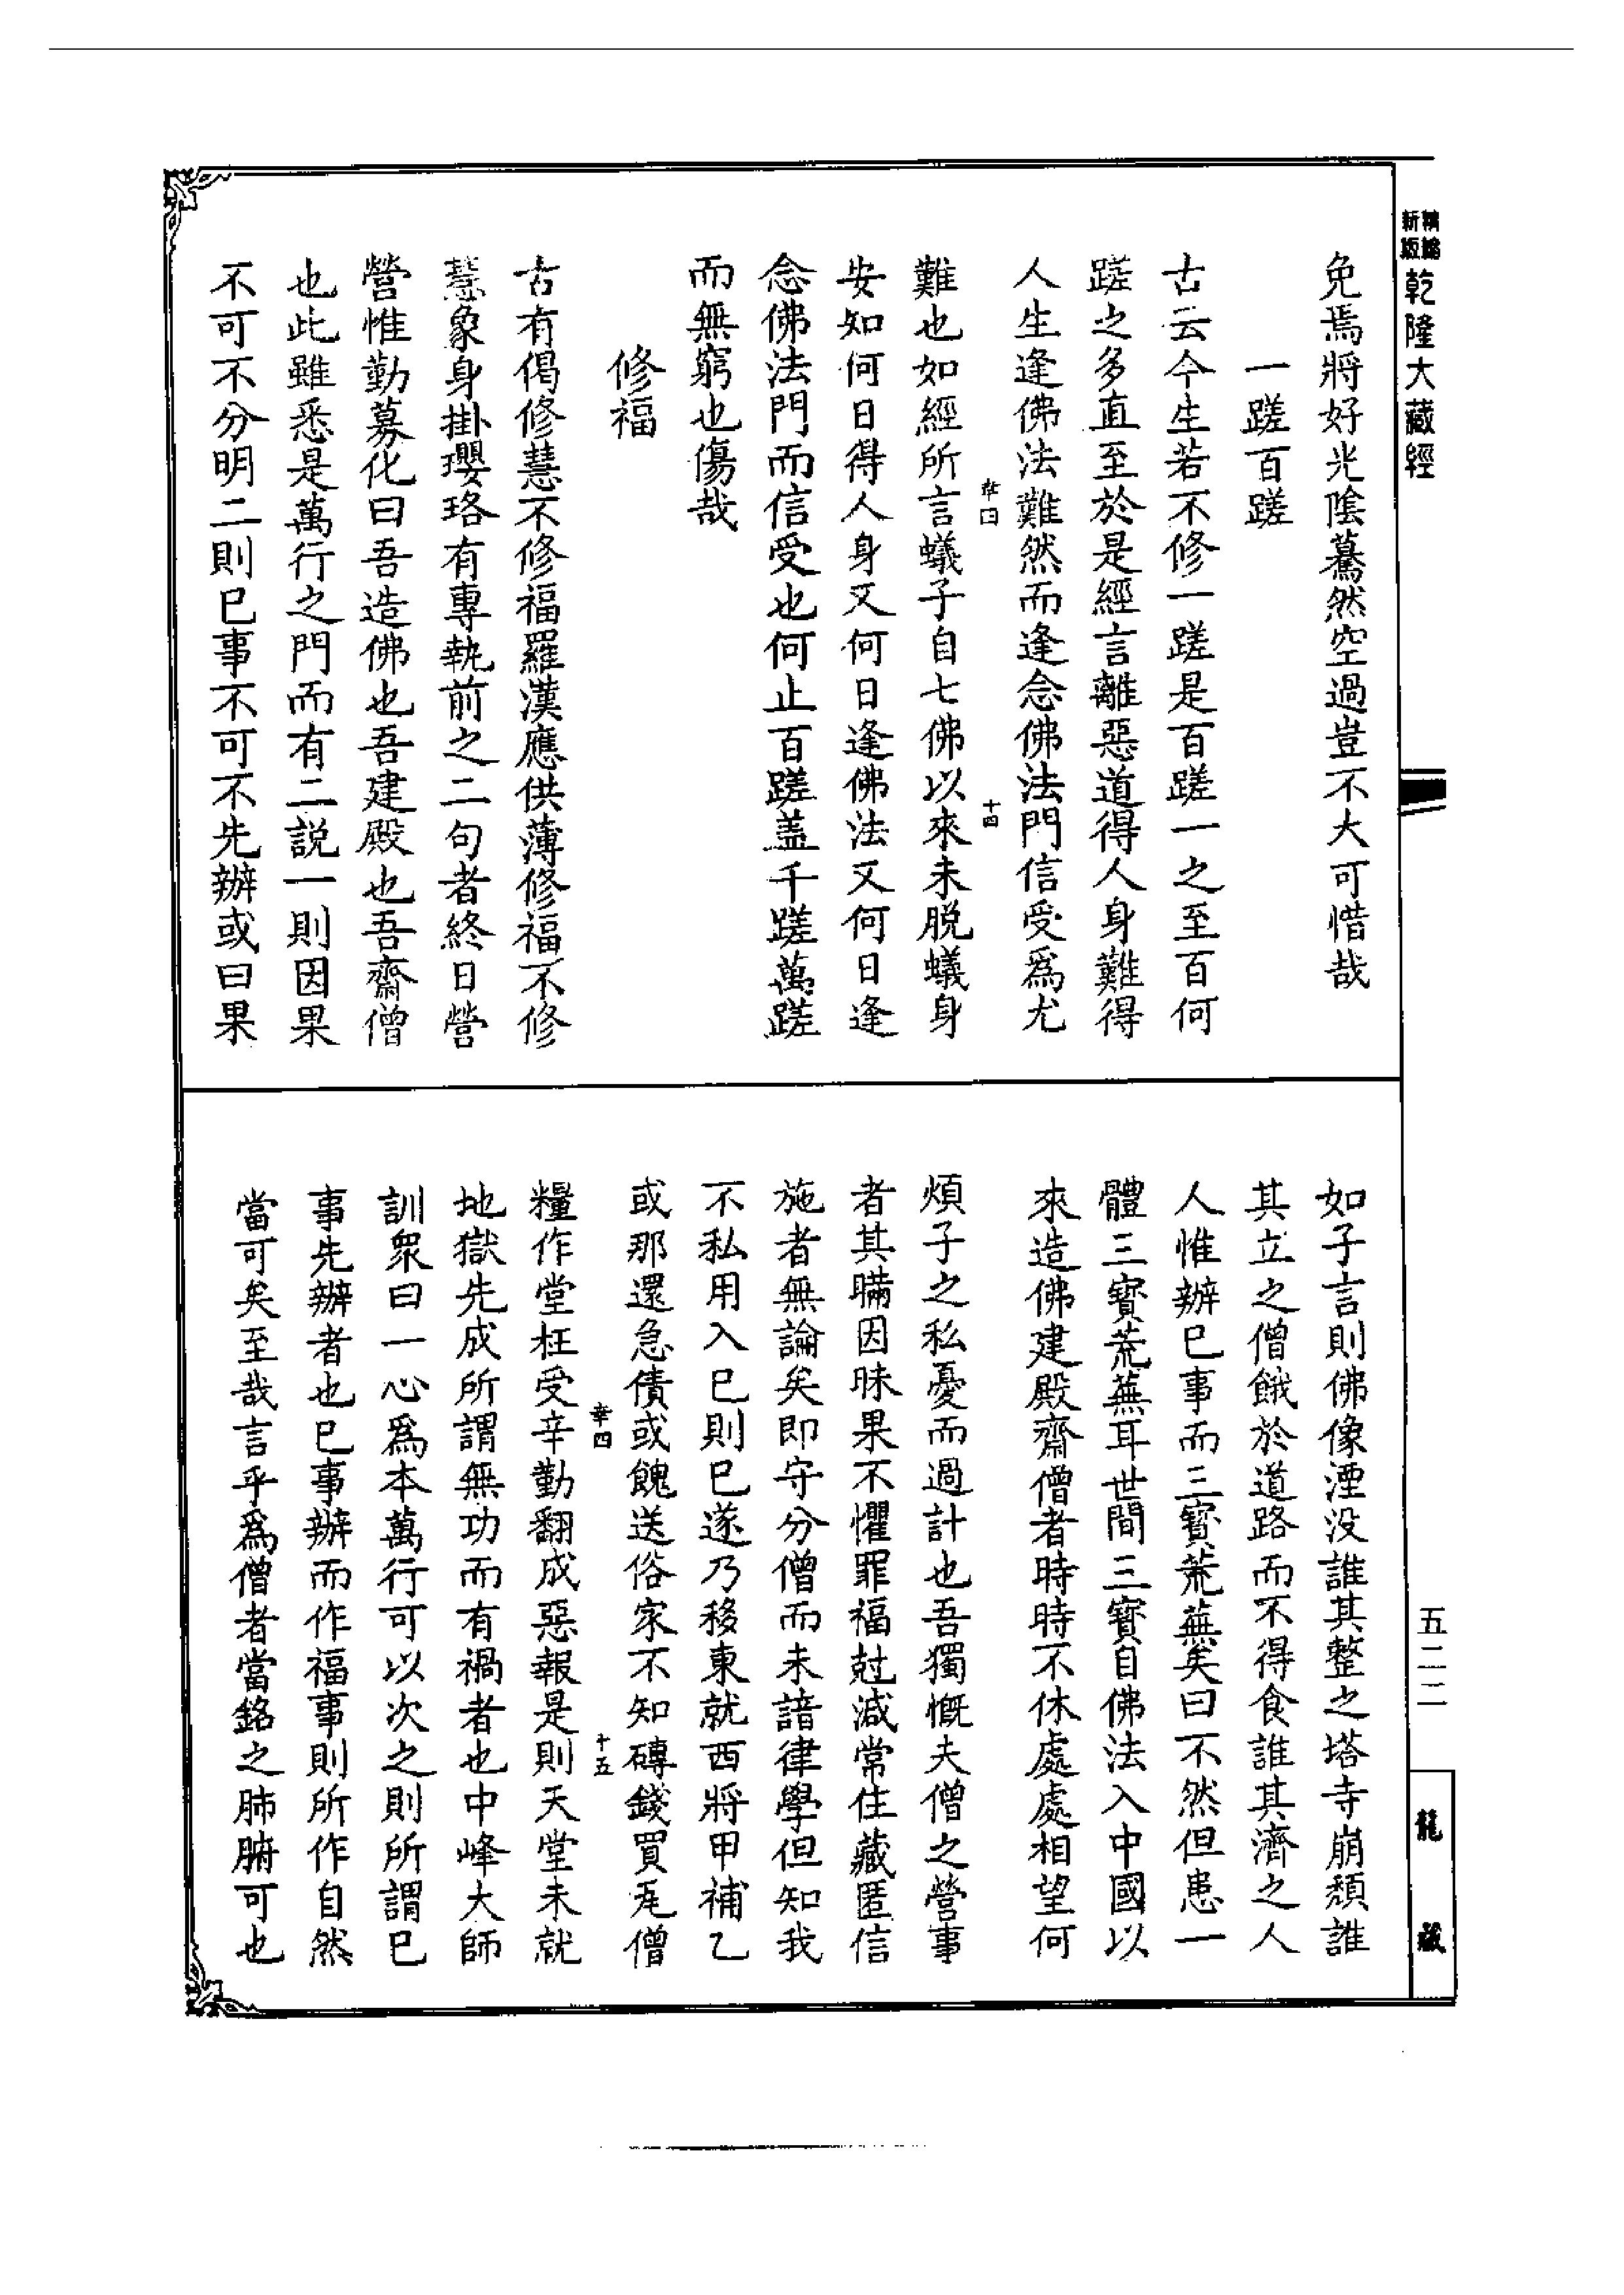 精縮
新版
乾隆大藏經
免焉將好光陰驀然空過豈不大可惜哉
一蹉百蹉
古云今生若不修一蹉是百蹉一之至百何
蹉之多直至於是經言離惡道得人身難得
人生逢佛法難然而逢念佛法門信受爲尤
難也如經所言蟻子自七佛以來未脱蟻身
安知何日得人身又何日逢佛法又何日逢
念佛法門而信受也何止百蹉盖千蹉萬蹉
而無窮也傷哉
修福
古有偈修慧不修福羅漢應供薄修福不修
慧象身掛瓔珞有專執前之二句者終日營
營惟勤募化曰吾造佛也吾建殿也吾齋僧
也此雖悉是萬行之門而有二説一則因果
不可不分明二則巳事不可不先辦或曰果
如子言則佛像湮没誰其整之塔寺崩頽誰
其立之僧餓於道路而不得食誰其濟之人
人惟辦巳事而三寳荒蕪矣曰不然但患一
體三寳荒蕪耳世間三寳自佛法入中國以
來造佛建殿齋僧者時時不休處處相望何
煩子之私憂而過計也吾獨慨夫僧之營事
者其瞞因昧果不懼罪福尅减常住藏匿信
施者無論矣即守分僧而未諳律學但知我
不私用入巳則巳遂乃移東就西將甲補乙
或那還急債或餽送俗家不知磚錢買瓦僧
糧作堂枉受辛勤翻成惡報是則天堂未就
地獄先成所謂無功而有禍者也中峰大師
訓衆曰一心爲本萬行可以次之則所謂巳
事先辦者也巳事辦而作福事則所作自然
當可矣至哉言乎爲僧者當銘之肺腑可也
十四
十五
五二二
龍藏